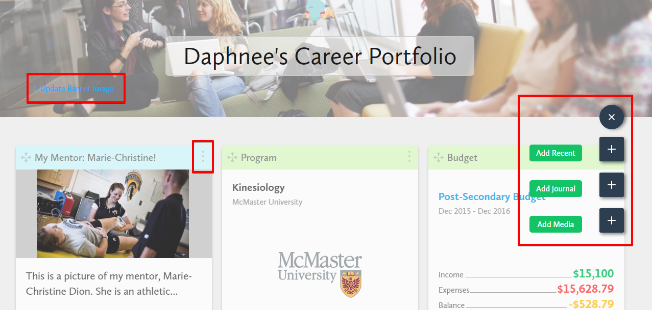 Daphnee's Career Portfolio
Update Banner Image
Add Recent
Add Journal
Add Media
My Mentor: Marie-Christine!
Program
Budget
This is a picture of my mentor, Marie-
Christine Dion. She is an athletic...
Kinesiology
McMaster University
McMaster
University
Post-Secondary Budget
Dec 2015 - Dec 2016
Income $15,100
Expenses $15,628.79
Balance -$528.79